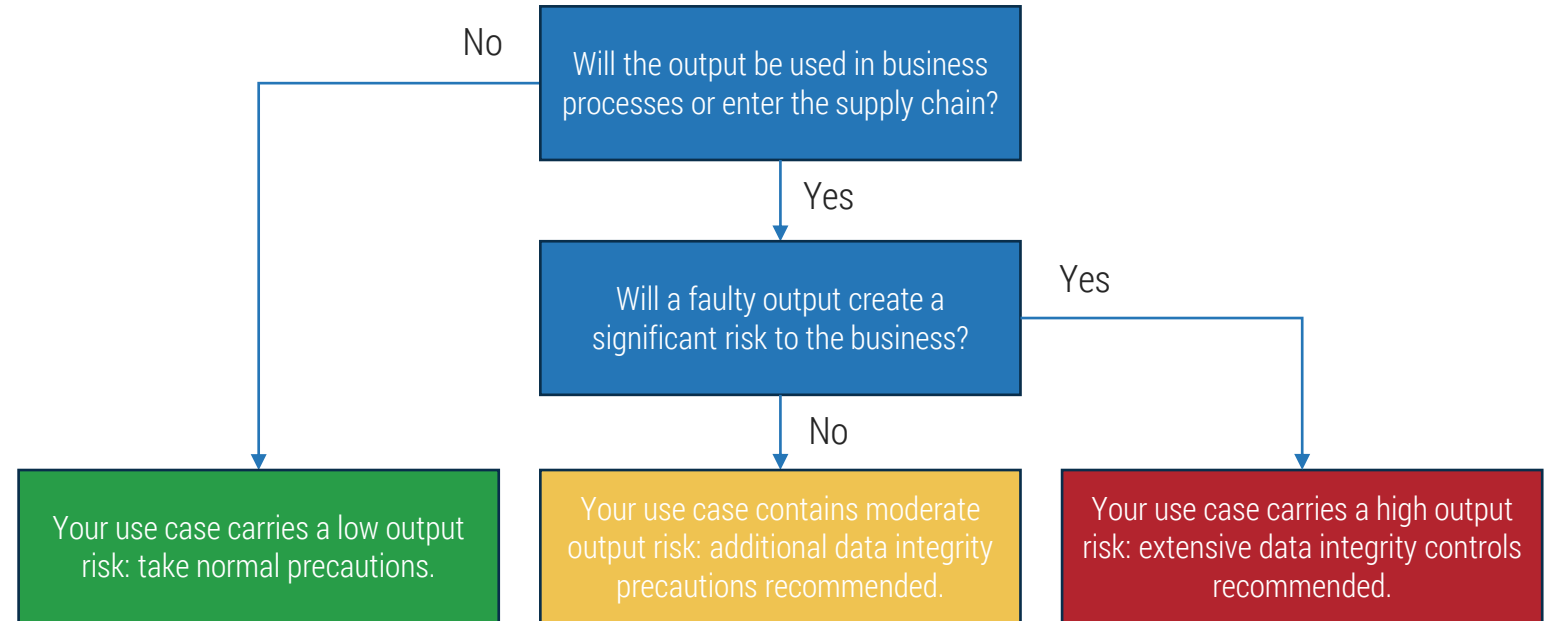 No
Will the output be used in business
processes or enter the supply chain?
Yes
Will a faulty output create a
significant risk to the business?
Yes
No
Your use case carries a low output
risk: take normal precautions.
Your use case contains moderate
output risk: additional data integrity
precautions recommended.
Your use case carries a high output
risk: extensive data integrity controls
recommended.